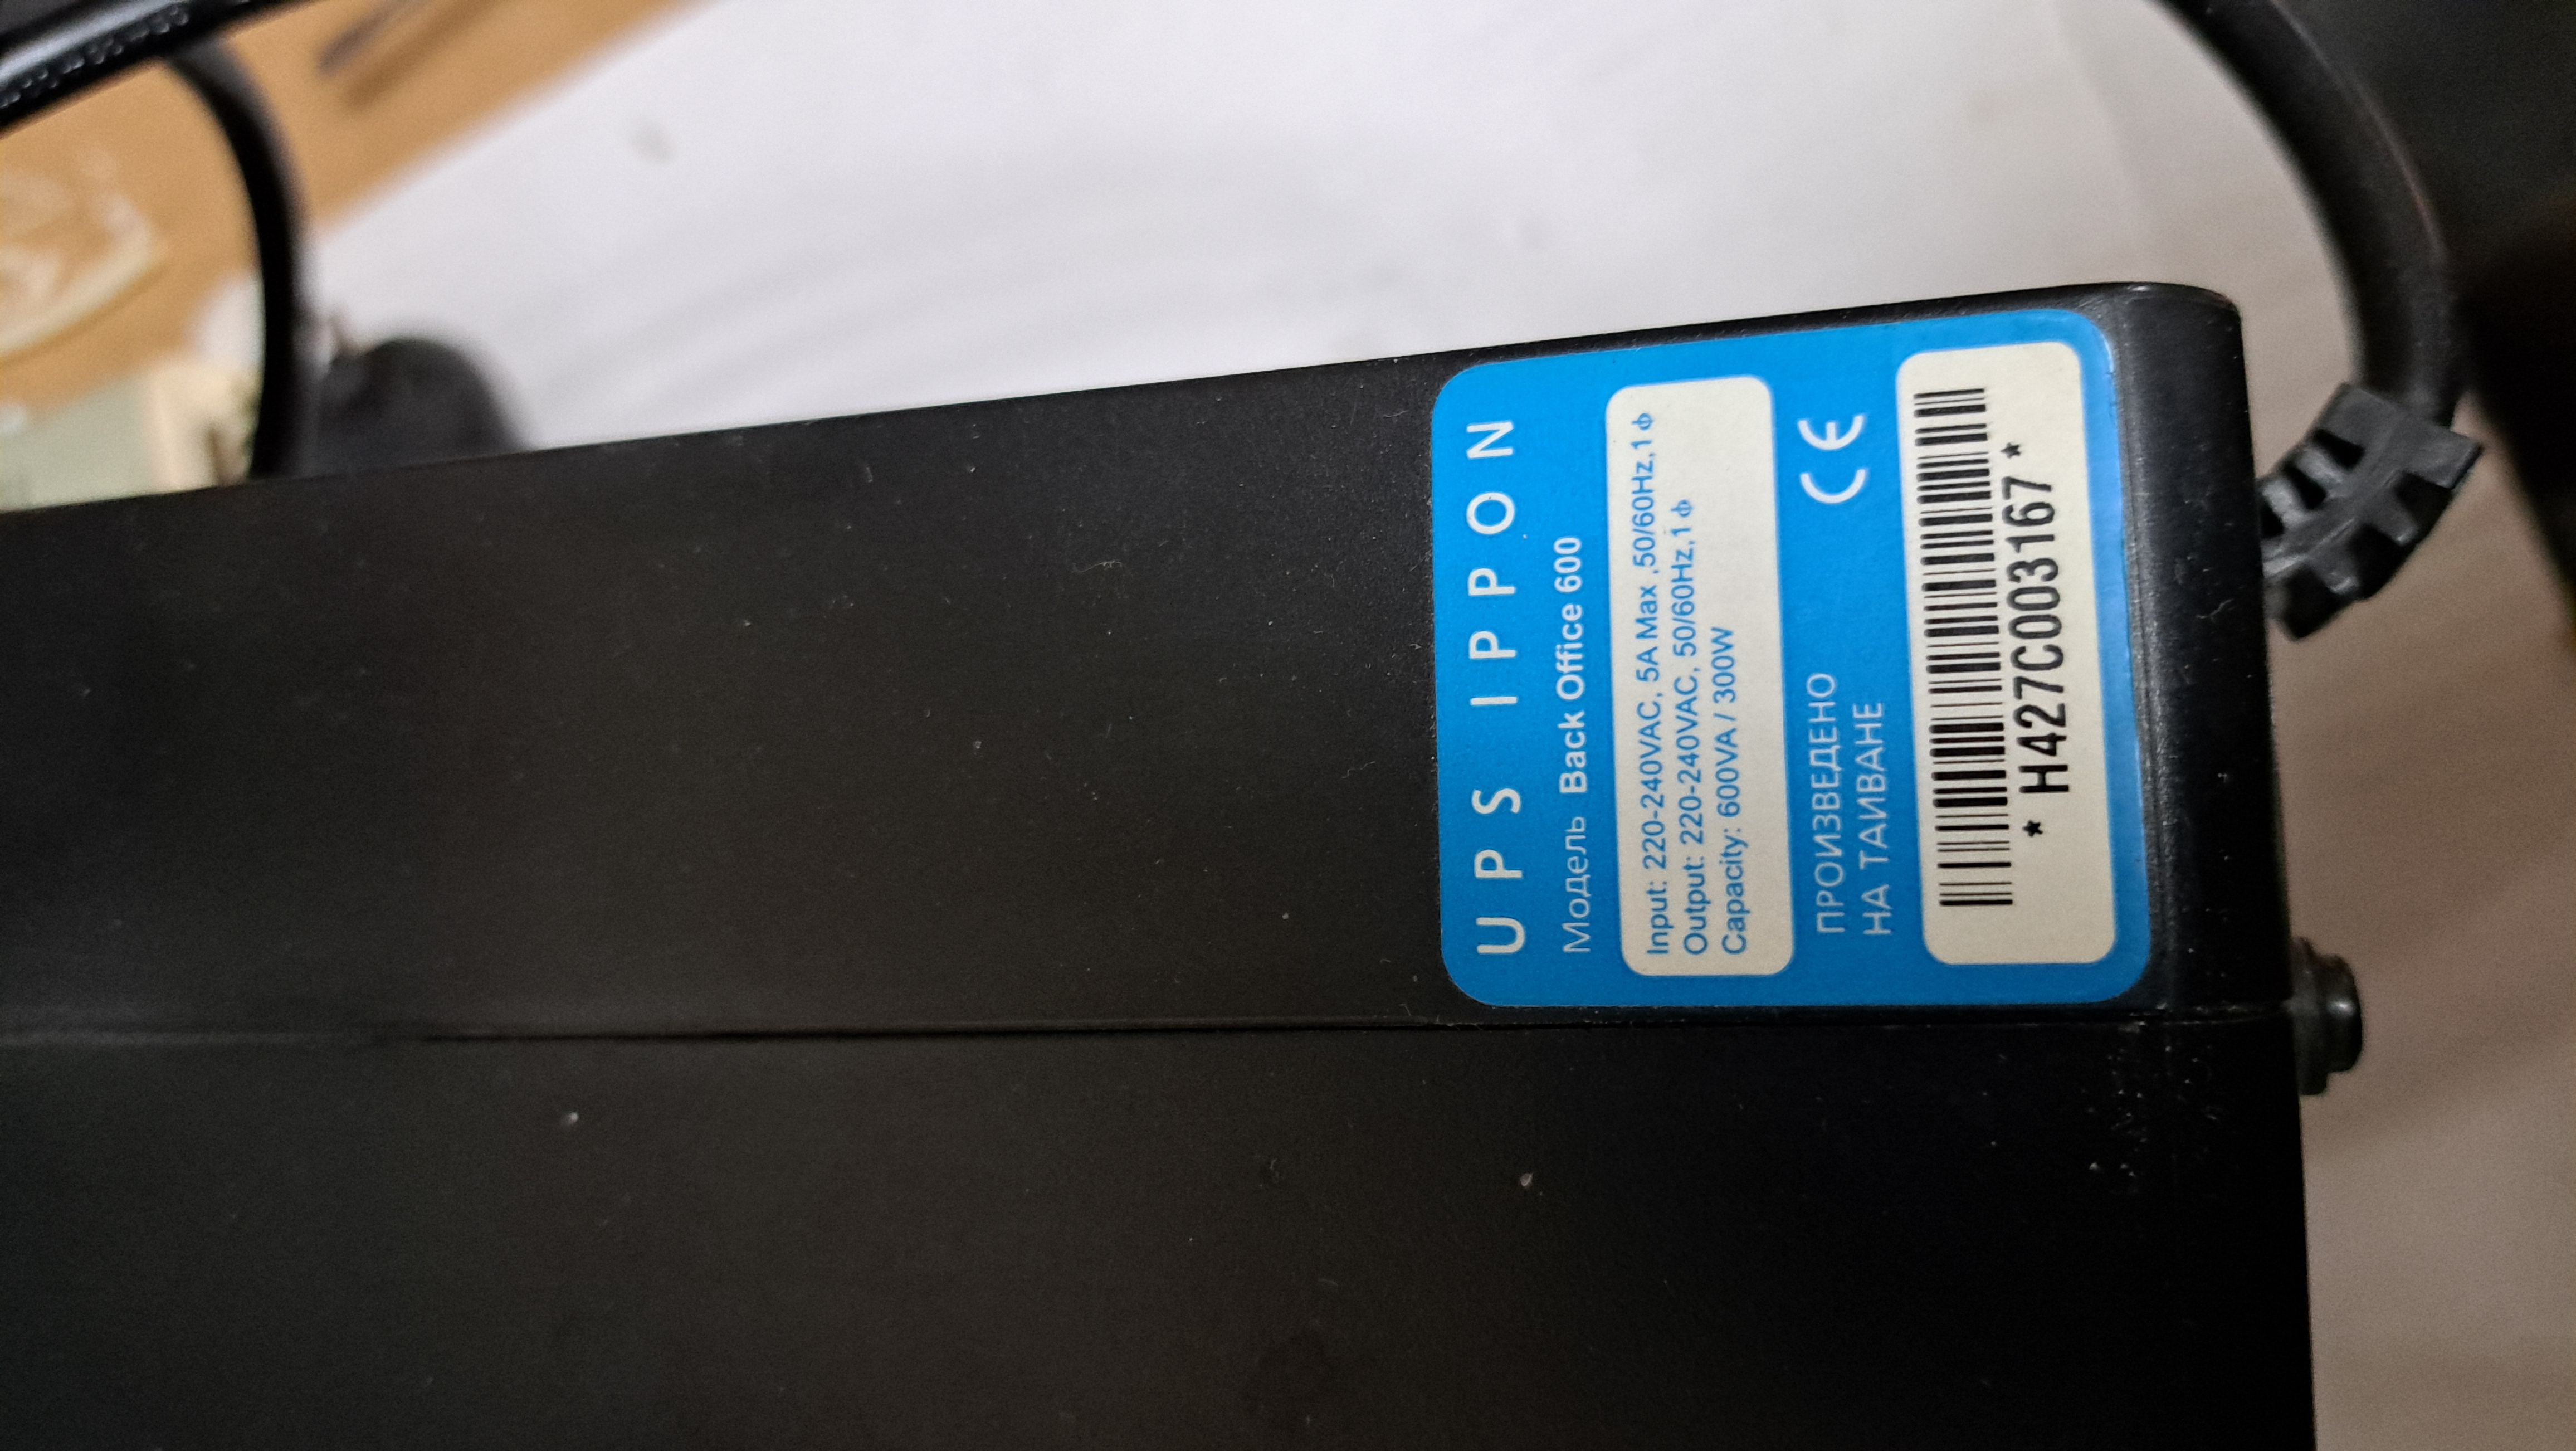 UPS IPPON
Модель Back Office 600
Input: 220-240VAC, 5A Max ,50/60Hz,1 ф
Output: 220-240VAC, 50/60Hz,1 ф
Capacity: 600VA / 300W
ПРОИЗВЕДЕНО
НА ТАИВАНЕ
CE
* H427C003167 *